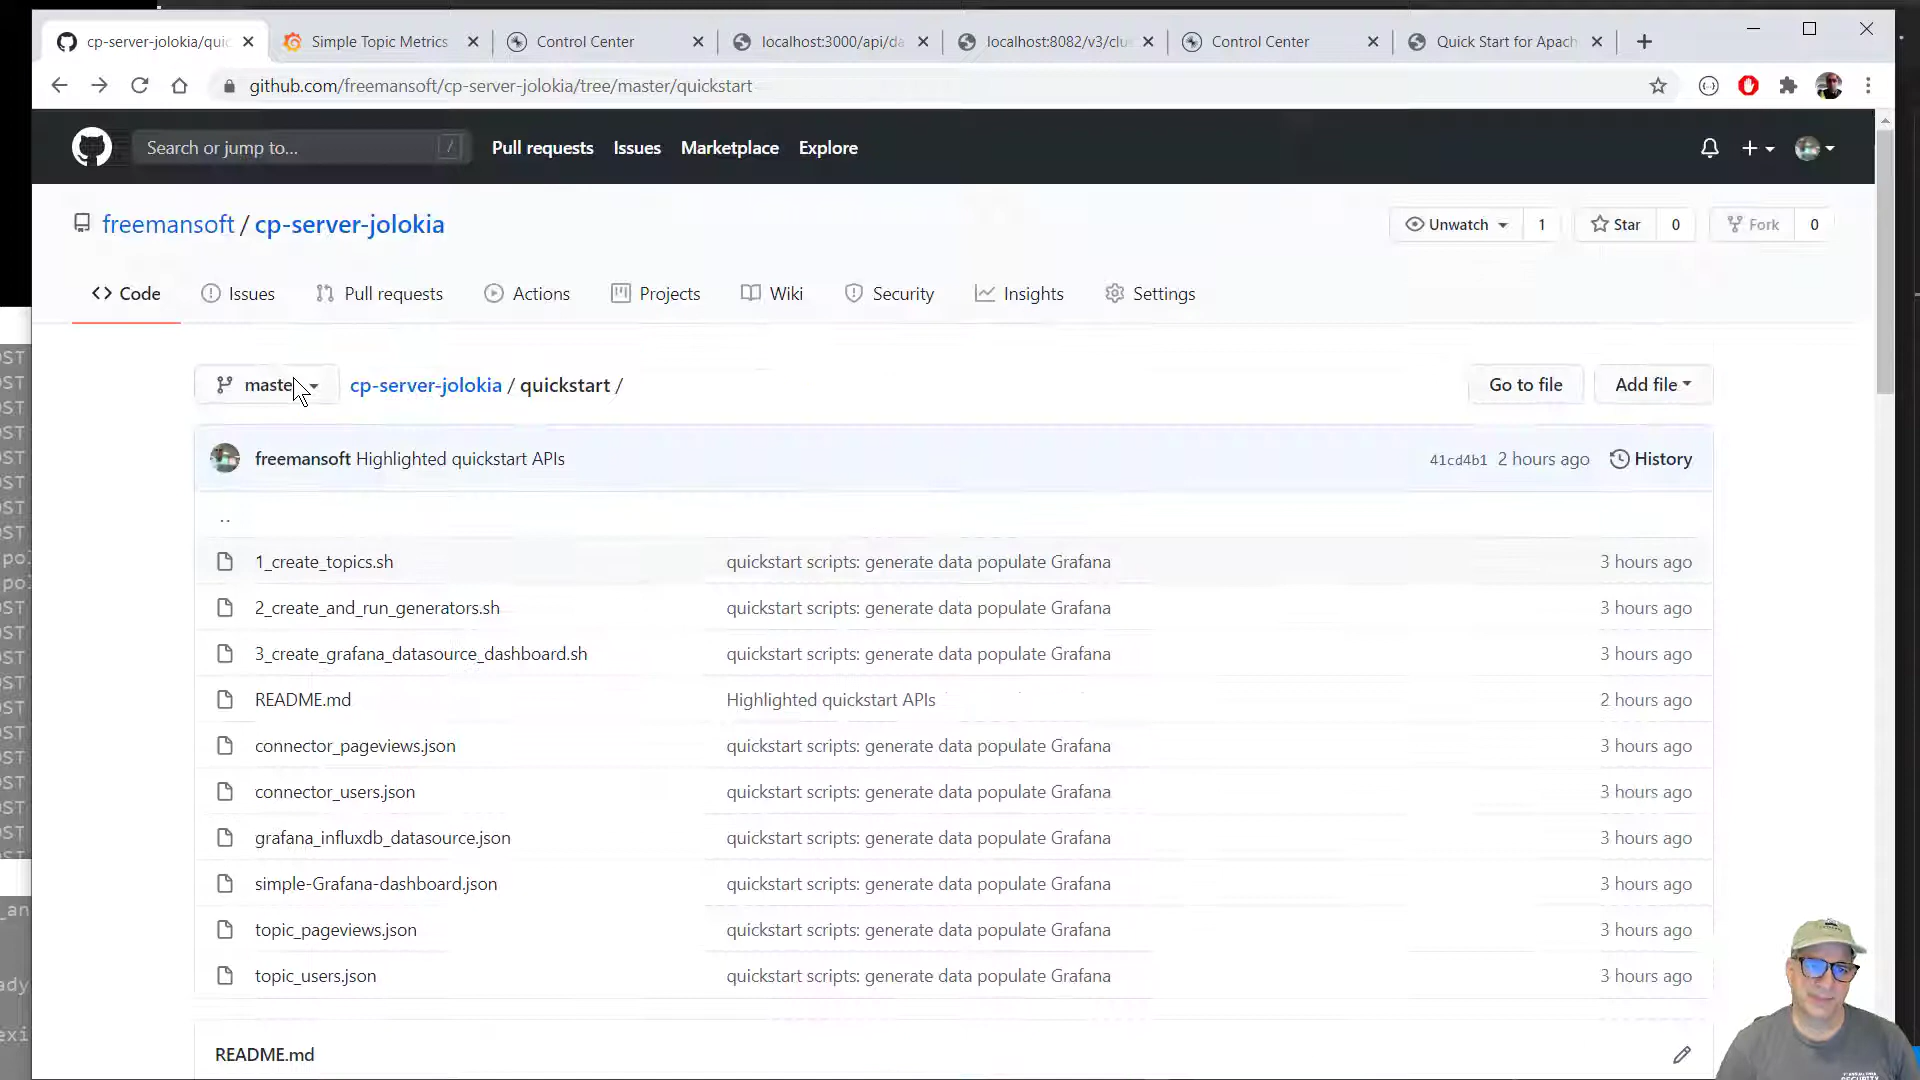 cp-server-jolokia/quic
Simple Topic Metrics
Control Center
localhost:3000/api/da
localhost:8082/v3/clu
Control Center
Quick Start for Apach
github.com/freemansoft/cp-server-jolokia/tree/master/quickstart
Search or jump to...
/
Pull requests
Issues
Marketplace
Explore
freemansoft / cp-server-jolokia
Unwatch 1
Star 0
Fork 0
Code
Issues
Pull requests
Actions
Projects
Wiki
Security
Insights
Settings
maste
cp-server-jolokia / quickstart /
Go to file
Add file
freemansoft Highlighted quickstart APIs
41cd4b1 2 hours ago
History
..
1_create_topics.sh quickstart scripts: generate data populate Grafana 3 hours ago
2_create_and_run_generators.sh quickstart scripts: generate data populate Grafana 3 hours ago
3_create_grafana_datasource_dashboard.sh quickstart scripts: generate data populate Grafana 3 hours ago
README.md Highlighted quickstart APIs 2 hours ago
connector_pageviews.json quickstart scripts: generate data populate Grafana 3 hours ago
connector_users.json quickstart scripts: generate data populate Grafana 3 hours ago
grafana_influxdb_datasource.json quickstart scripts: generate data populate Grafana 3 hours ago
simple-Grafana-dashboard.json quickstart scripts: generate data populate Grafana 3 hours ago
topic_pageviews.json quickstart scripts: generate data populate Grafana 3 hours ago
topic_users.json quickstart scripts: generate data populate Grafana 3 hours ago
README.md